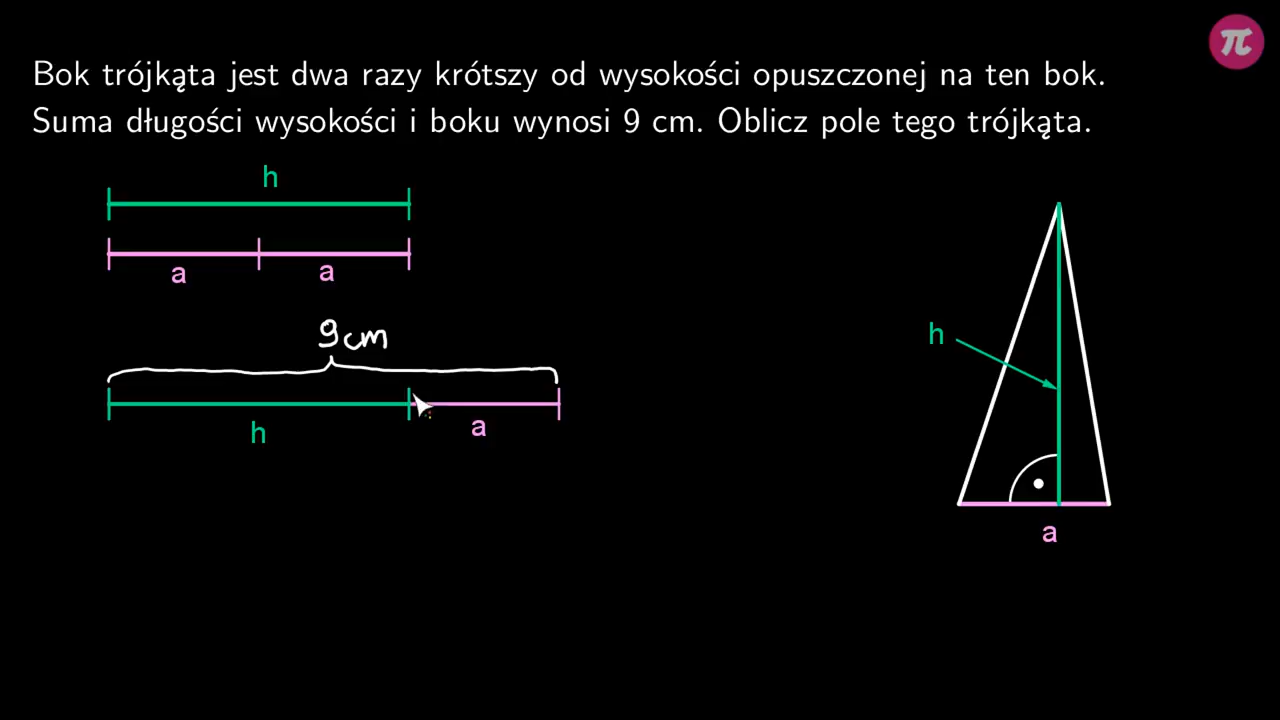 π
Bok trójkąta jest dwa razy krótszy od wysokości opuszczonej na ten bok.
Suma długości wysokości i boku wynosi 9 cm. Oblicz pole tego trójkąta.
h
a a
9cm
h a
h
a